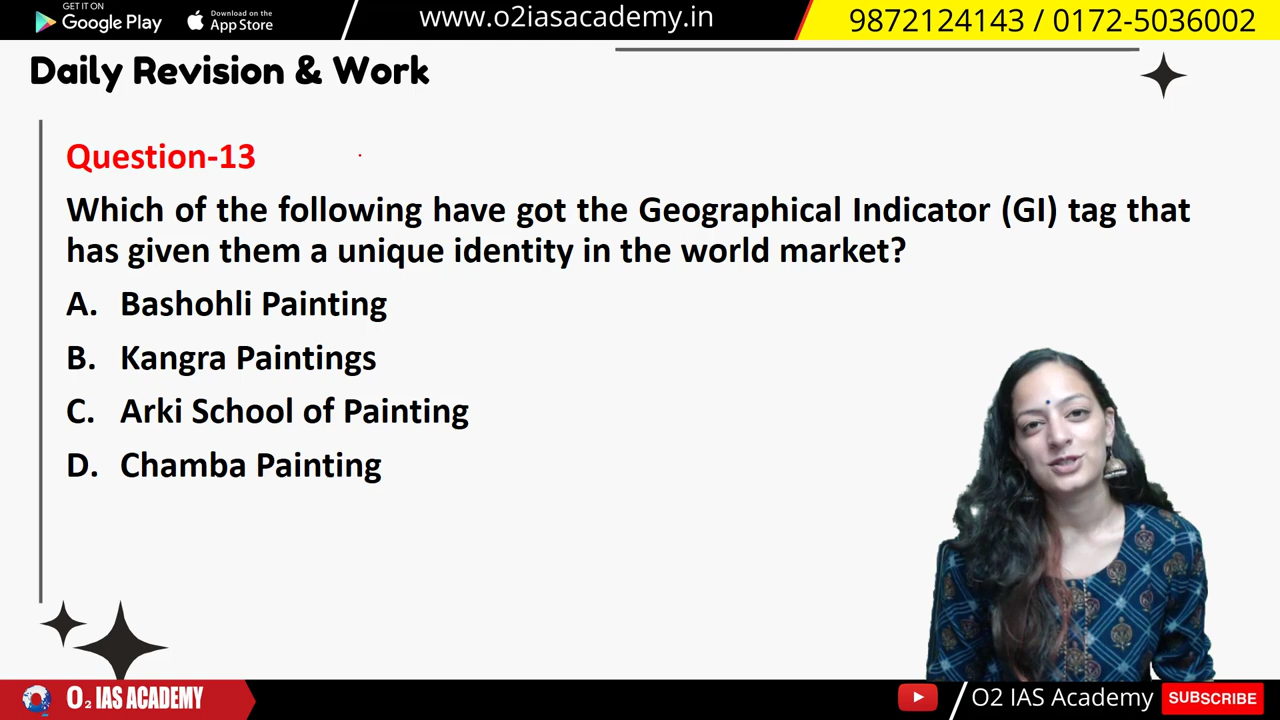 GET IT ON
Google Play
Download on the
App Store
www.o2iasacademy.in
9872124143 / 0172-5036002
Daily Revision & Work
Question-13
Which of the following have got the Geographical Indicator (GI) tag that
has given them a unique identity in the world market?
A. Bashohli Painting
B. Kangra Paintings
C. Arki School of Painting
D. Chamba Painting
O2 IAS ACADEMY
O2 IAS Academy
SUBSCRIBE